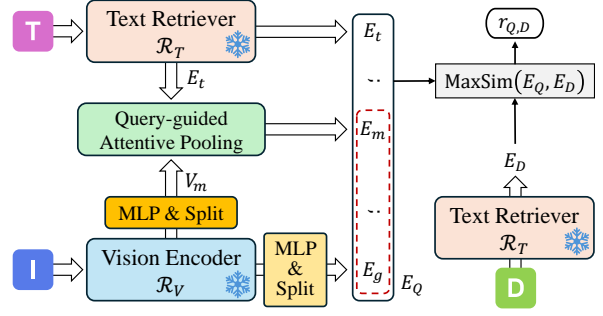 T
Text Retriever
ℛ_T
E_t
E_t
Query-guided
Attentive Pooling
V_m
MLP & Split
I
Vision Encoder
ℛ_V
MLP
&
Split
E_m
E_g
E_Q
r_{Q,D}
MaxSim(E_Q, E_D)
E_D
Text Retriever
ℛ_T
D